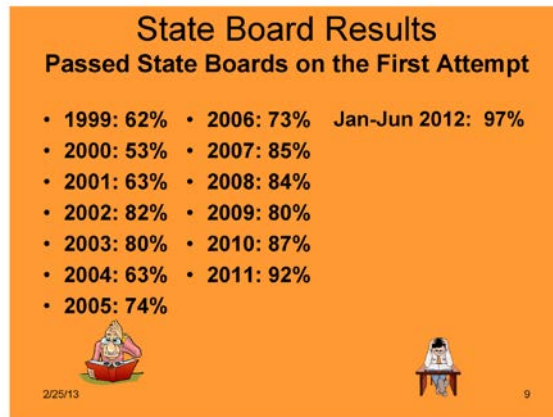 State Board Results
Passed State Boards on the First Attempt
• 1999: 62%
• 2000: 53%
• 2001: 63%
• 2002: 82%
• 2003: 80%
• 2004: 63%
• 2005: 74%
• 2006: 73%
• 2007: 85%
• 2008: 84%
• 2009: 80%
• 2010: 87%
• 2011: 92%
Jan-Jun 2012: 97%
2/25/13
9